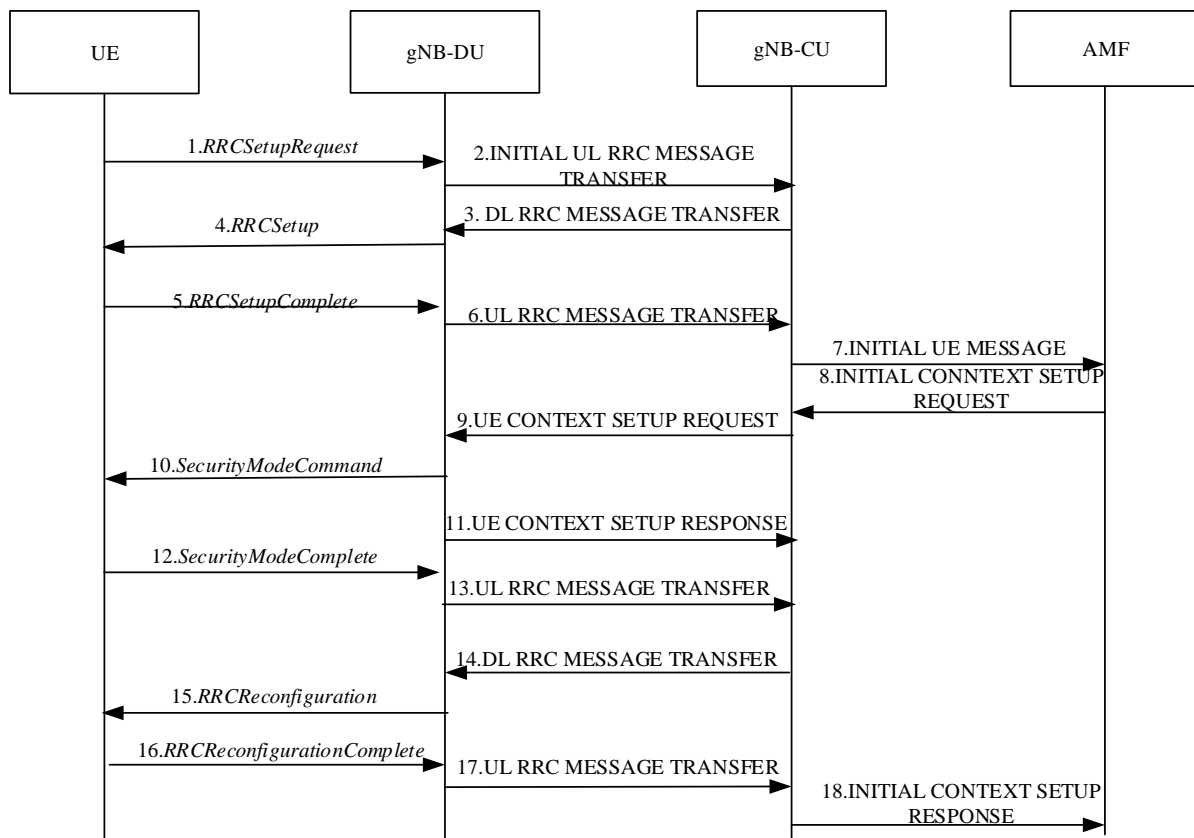 UE
gNB-DU
gNB-CU
AMF
1.RRCSetupRequest
2.INITIAL UL RRC MESSAGE
TRANSFER
3. DL RRC MESSAGE TRANSFER
4.RRCSetup
5.RRCSetupComplete
6.UL RRC MESSAGE TRANSFER
7.INITIAL UE MESSAGE
8.INITIAL CONNTEXT SETUP
REQUEST
9.UE CONTEXT SETUP REQUEST
10.SecurityModeCommand
11.UE CONTEXT SETUP RESPONSE
12.SecurityModeComplete
13.UL RRC MESSAGE TRANSFER
14.DL RRC MESSAGE TRANSFER
15.RRCReconfiguration
16.RRCReconfigurationComplete
17.UL RRC MESSAGE TRANSFER
18.INITIAL CONTEXT SETUP
RESPONSE